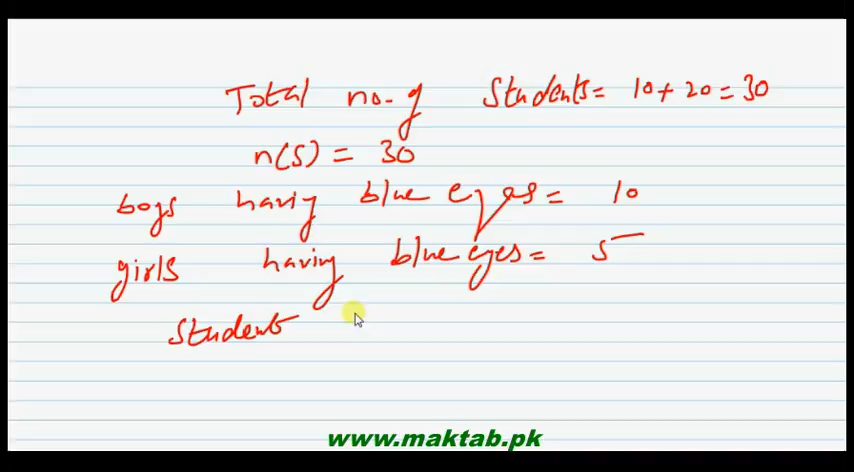 Total no. of Students = 10 + 20 = 30
n(S) = 30
boys having blue eyes = 10
girls having blue eyes = 5
Student
www.maktab.pk